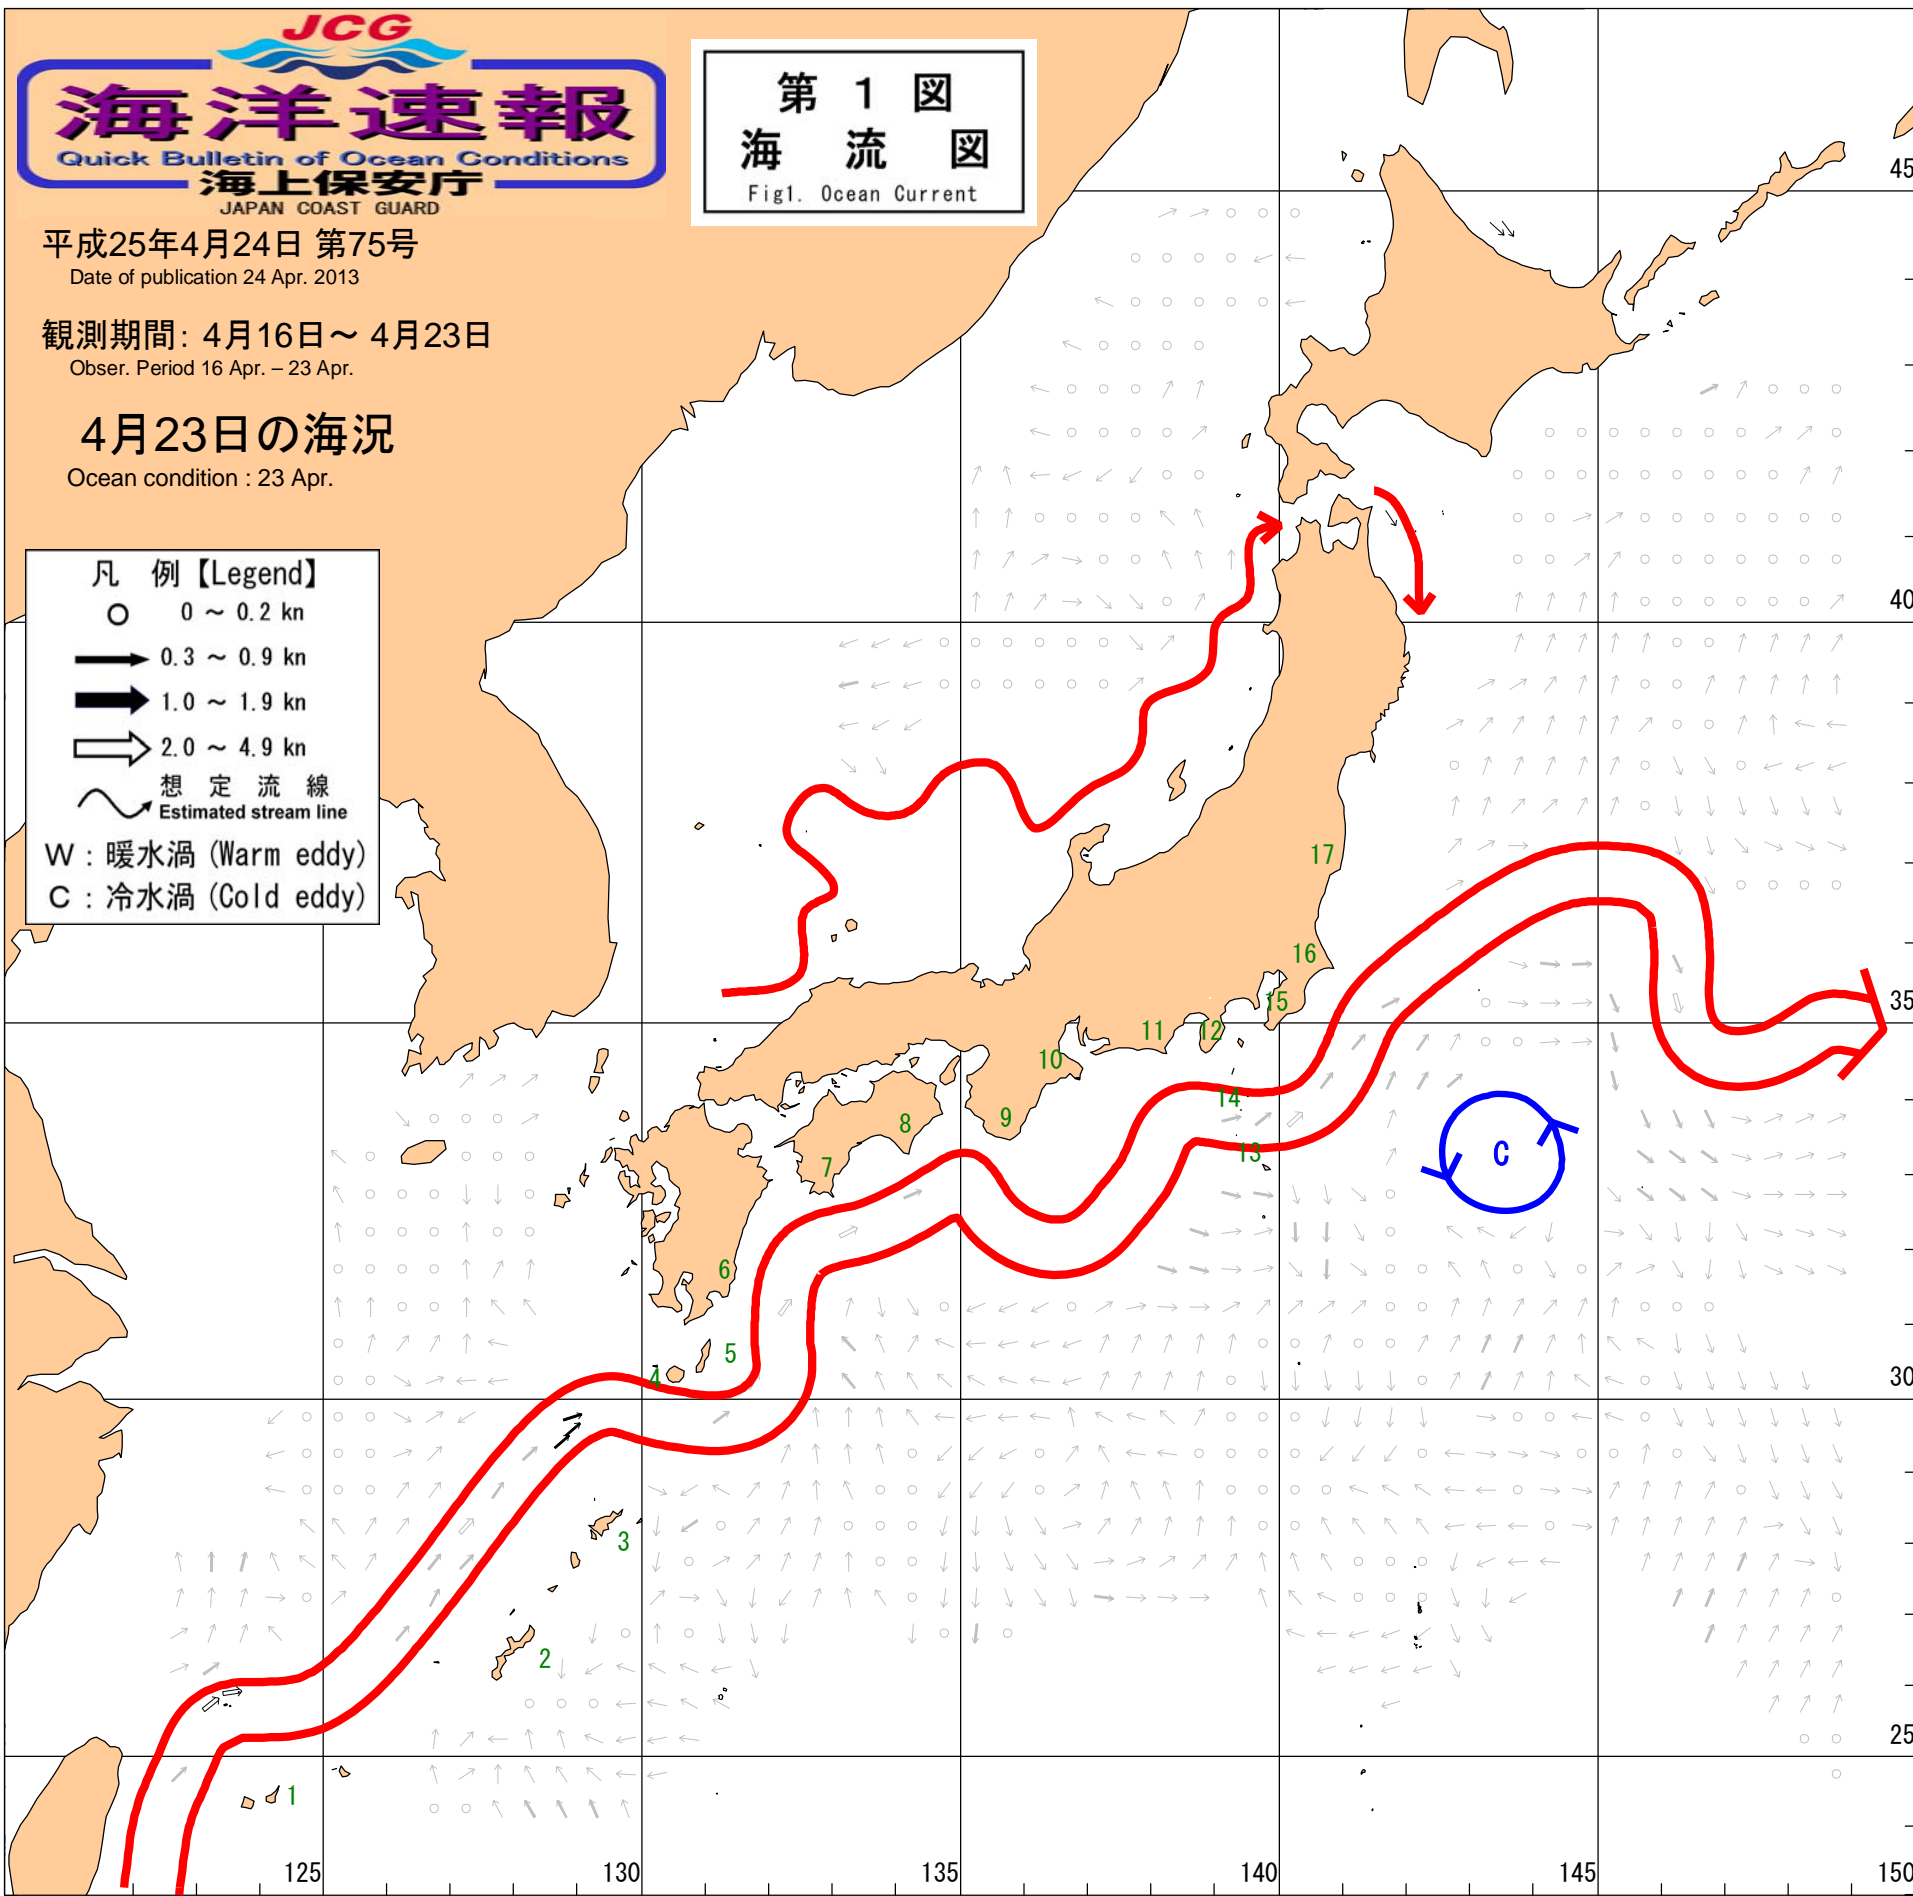 JCG
海洋速報
Quick Bulletin of Ocean Conditions
海上保安庁
JAPAN COAST GUARD
第 1 図
海 流 図
Fig1. Ocean Current
平成25年4月24日 第75号
Date of publication 24 Apr. 2013
観測期間: 4月16日～ 4月23日
Obser. Period 16 Apr. – 23 Apr.
4月23日の海況
Ocean condition : 23 Apr.
凡 例【Legend】
0 ～ 0.2 kn
0.3 ～ 0.9 kn
1.0 ～ 1.9 kn
2.0 ～ 4.9 kn
想 定 流 線
Estimated stream line
W : 暖水渦 (Warm eddy)
C : 冷水渦 (Cold eddy)
45
40
17
16
35
15
12
11
10
14
9
8
13
C
7
6
5
4
30
3
2
25
1
125
130
135
140
145
150